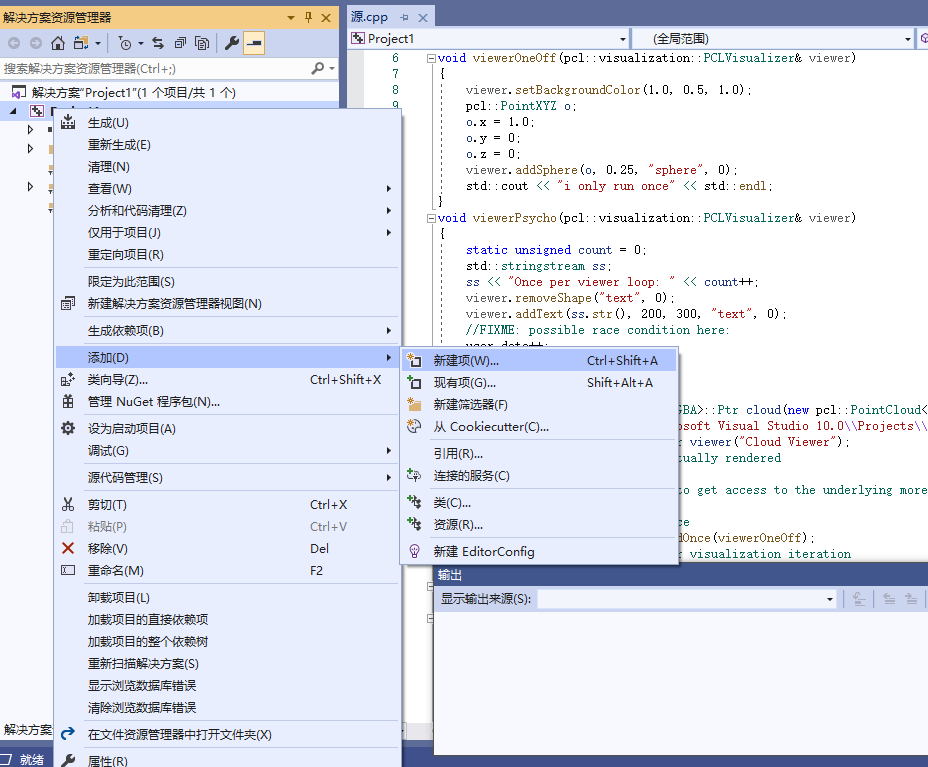 解决方案资源管理器
搜索解决方案资源管理器(Ctrl+;)
解决方案"Project1"(1 个项目/共 1 个)
生成(U)
重新生成(E)
清理(N)
查看(W)
分析和代码清理(Z)
仅用于项目(J)
重定向项目(R)
限定为此范围(S)
新建解决方案资源管理器视图(N)
生成依赖项(B)
添加(D)
类向导(Z)... Ctrl+Shift+X
管理 NuGet 程序包(N)...
设为启动项目(A)
调试(G)
源代码管理(S)
剪切(T) Ctrl+X
粘贴(P) Ctrl+V
移除(V) Del
重命名(M) F2
卸载项目(L)
加载项目的直接依赖项
加载项目的整个依赖树
重新扫描解决方案(S)
显示浏览数据库错误
清除浏览数据库错误
在文件资源管理器中打开文件夹(X)
属性(R)
解决方案
就绪
新建项(W)... Ctrl+Shift+A
现有项(G)... Shift+Alt+A
新建筛选器(F)
从 Cookiecutter(C)...
引用(R)...
连接的服务(C)
类(C)...
资源(R)...
新建 EditorConfig
源.cpp
Project1 (全局范围)
6 void viewerOneOff(pcl::visualization::PCLVisualizer& viewer)
7 {
8 viewer.setBackgroundColor(1.0, 0.5, 1.0);
9 pcl::PointXYZ o;
o.x = 1.0;
o.y = 0;
o.z = 0;
viewer.addSphere(o, 0.25, "sphere", 0);
std::cout << "i only run once" << std::endl;
}
void viewerPsycho(pcl::visualization::PCLVisualizer& viewer)
{
static unsigned count = 0;
std::stringstream ss;
ss << "Once per viewer loop: " << count++;
viewer.removeShape("text", 0);
viewer.addText(ss.str(), 200, 300, "text", 0);
//FIXME: possible race condition here:
user_data++;
GBA>::Ptr cloud(new pcl::PointCloud<
osoft Visual Studio 10.0\\Projects\\
r viewer("Cloud Viewer");
tually rendered
to get access to the underlying more
ce
dOnce(viewerOneOff);
r visualization iteration
输出
显示输出来源(S):